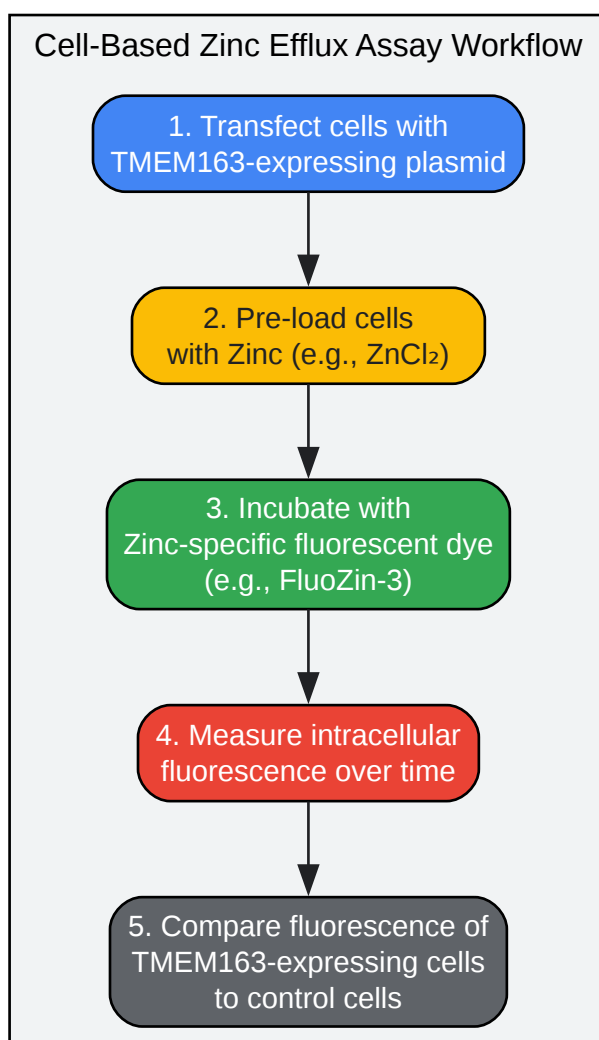 Cell-Based Zinc Efflux Assay Workflow
1. Transfect cells with
TMEM163-expressing plasmid
2. Pre-load cells
with Zinc (e.g., ZnCl₂)
3. Incubate with
Zinc-specific fluorescent dye
(e.g., FluoZin-3)
4. Measure intracellular
fluorescence over time
5. Compare fluorescence of
TMEM163-expressing cells
to control cells